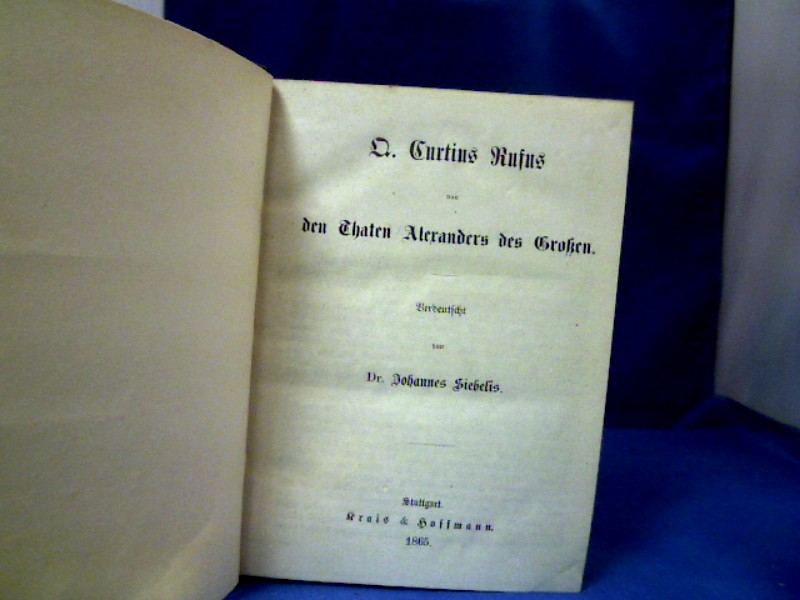 Q. Curtius Rufus
von
den Thaten Alexanders des Großen.
Verdeutscht
von
Dr. Johannes Siebelis.
Stuttgart.
Krais & Hoffmann.
1865.